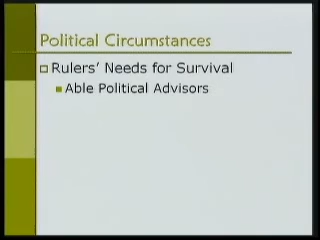 Political Circumstances
Rulers' Needs for Survival
Able Political Advisors